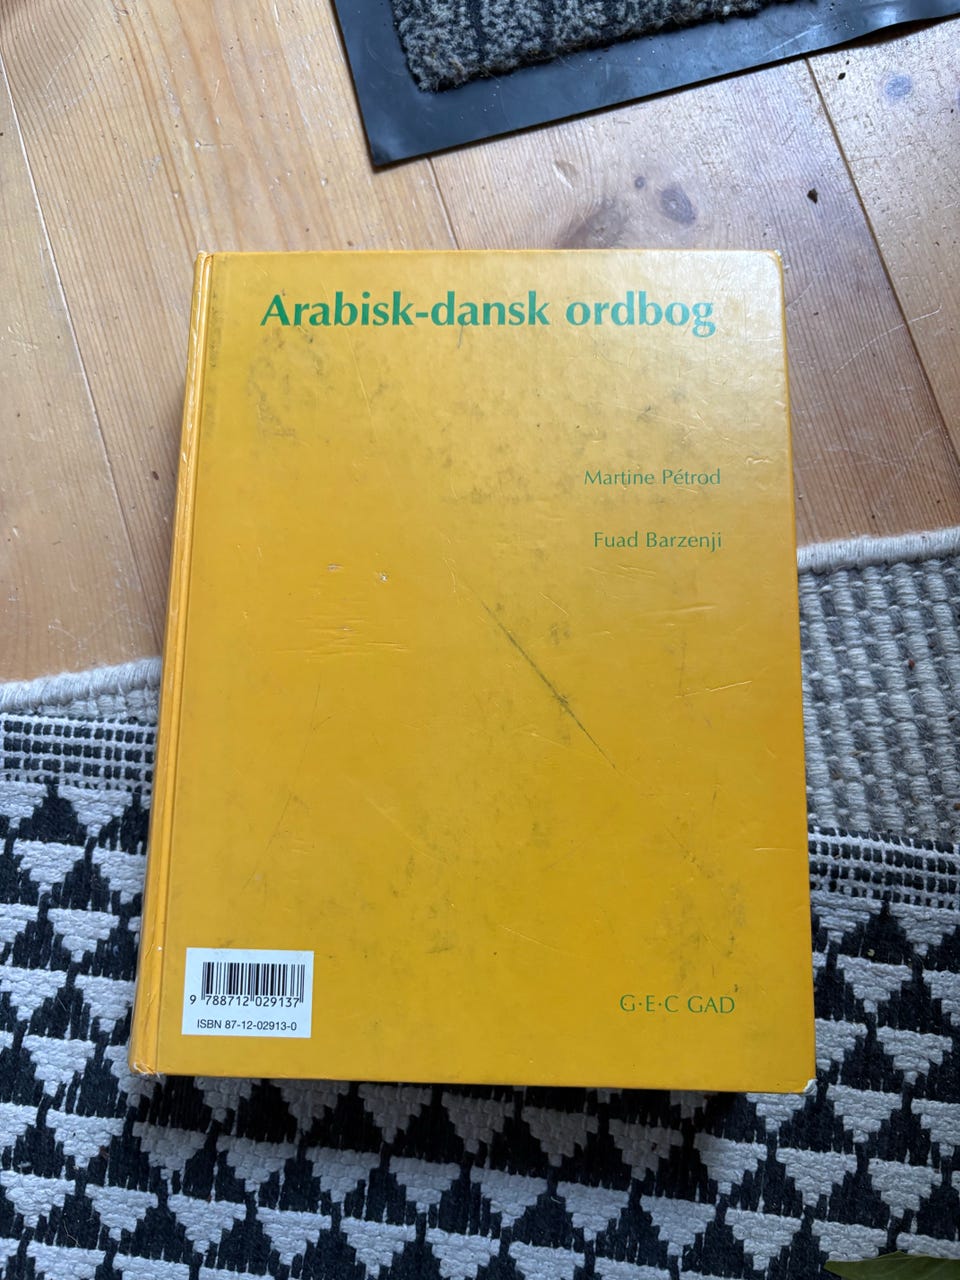 Arabisk-dansk ordbog
Martine Pétrod
Fuad Barzenji
9 788712 029137
ISBN 87-12-02913-0
G·E·C GAD